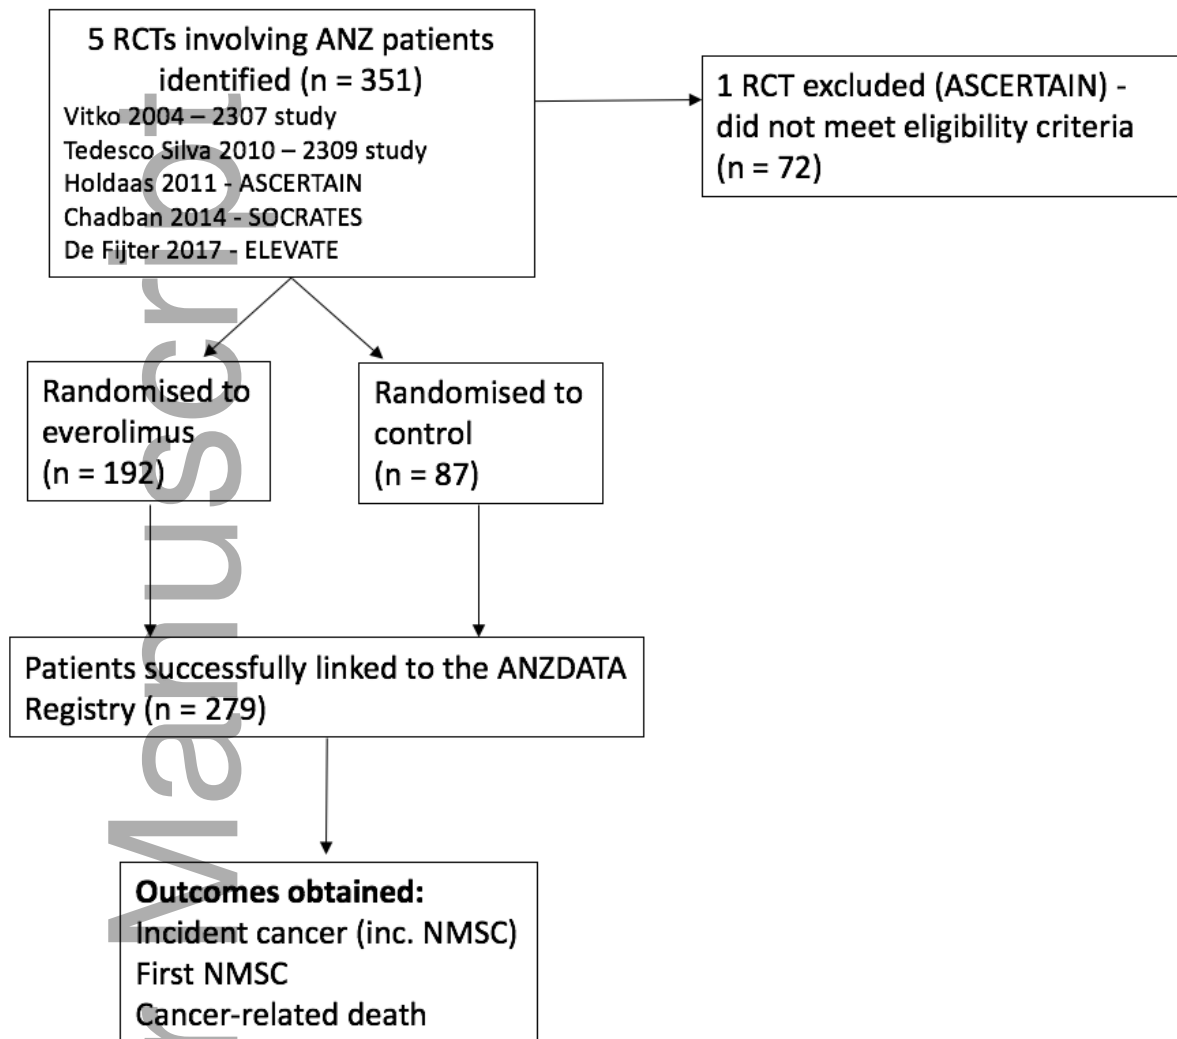 5 RCTs involving ANZ patients
identified (n = 351)
Vitko 2004 – 2307 study
Tedesco Silva 2010 – 2309 study
Holdaas 2011 - ASCERTAIN
Chadban 2014 - SOCRATES
De Fijter 2017 - ELEVATE
1 RCT excluded (ASCERTAIN) -
did not meet eligibility criteria
(n = 72)
Randomised to
everolimus
(n = 192)
Randomised to
control
(n = 87)
Patients successfully linked to the ANZDATA
Registry (n = 279)
Outcomes obtained:
Incident cancer (inc. NMSC)
First NMSC
Cancer-related death
Manuscript